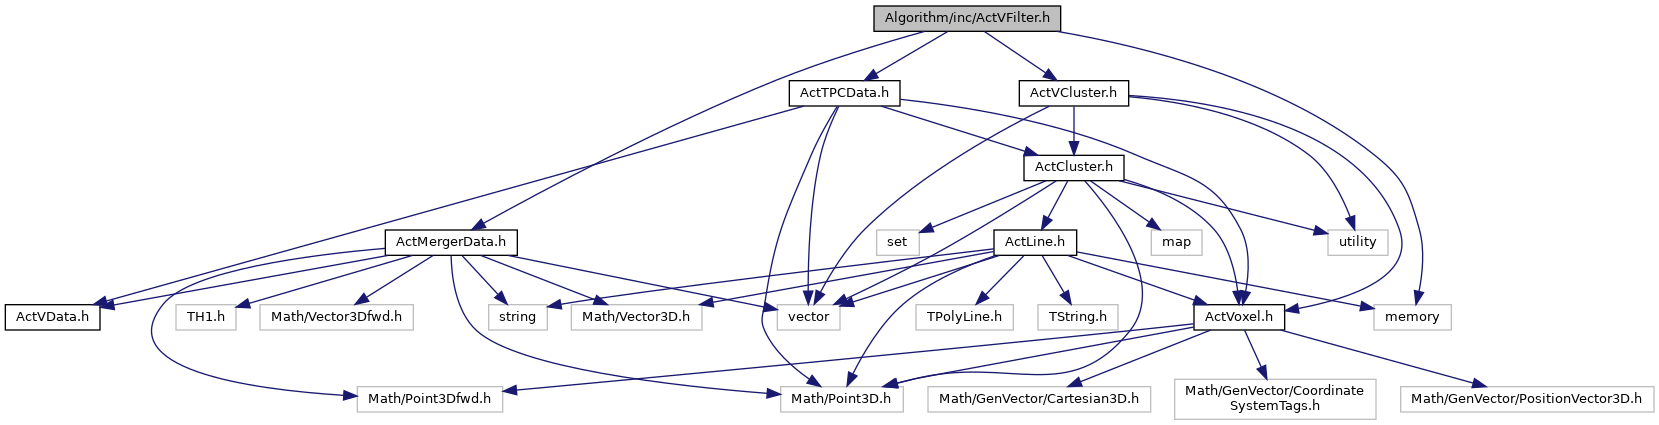 Algorithm/inc/ActVFilter.h
ActTPCData.h
ActVCluster.h
ActCluster.h
ActMergerData.h
set
ActLine.h
map
utility
ActVData.h
TH1.h
Math/Vector3Dfwd.h
string
Math/Vector3D.h
vector
TPolyLine.h
TString.h
ActVoxel.h
memory
Math/Point3Dfwd.h
Math/Point3D.h
Math/GenVector/Cartesian3D.h
Math/GenVector/Coordinate
SystemTags.h
Math/GenVector/PositionVector3D.h